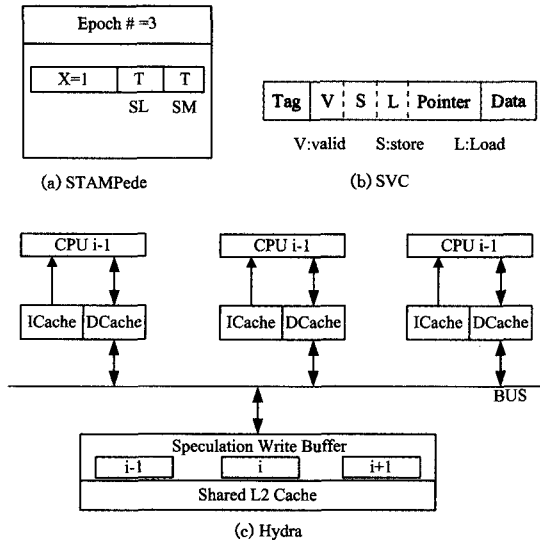 Epoch # =3
X=1 T T
SL SM
(a) STAMPede
Tag V S L Pointer Data
V:valid S:store L:Load
(b) SVC
CPU i-1 CPU i-1 CPU i-1
ICache DCache ICache DCache ICache DCache
BUS
Speculation Write Buffer
i-1 i i+1
Shared L2 Cache
(c) Hydra